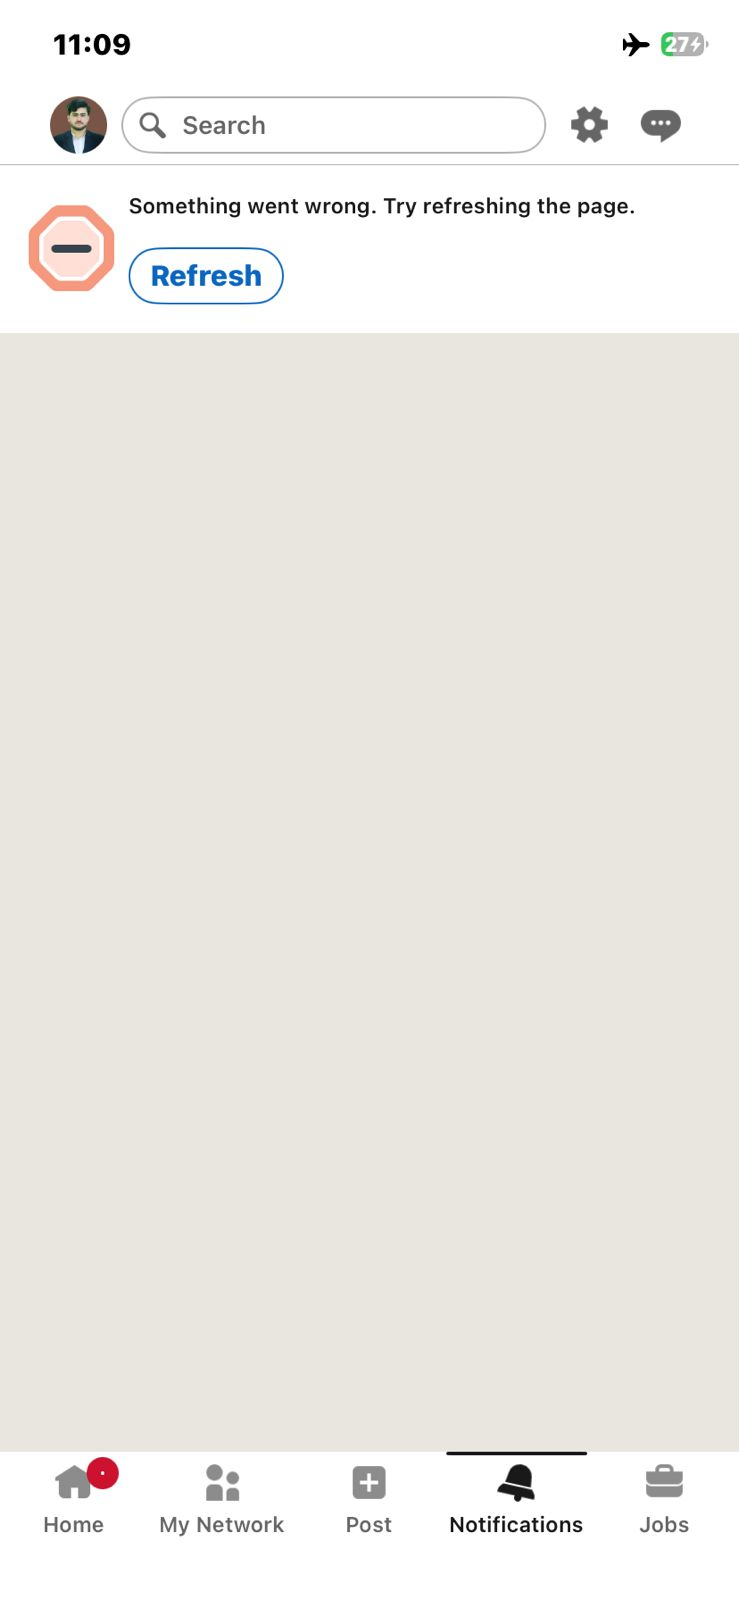 11:09
27
Search
Something went wrong. Try refreshing the page.
Refresh
Home
My Network
Post
Notifications
Jobs